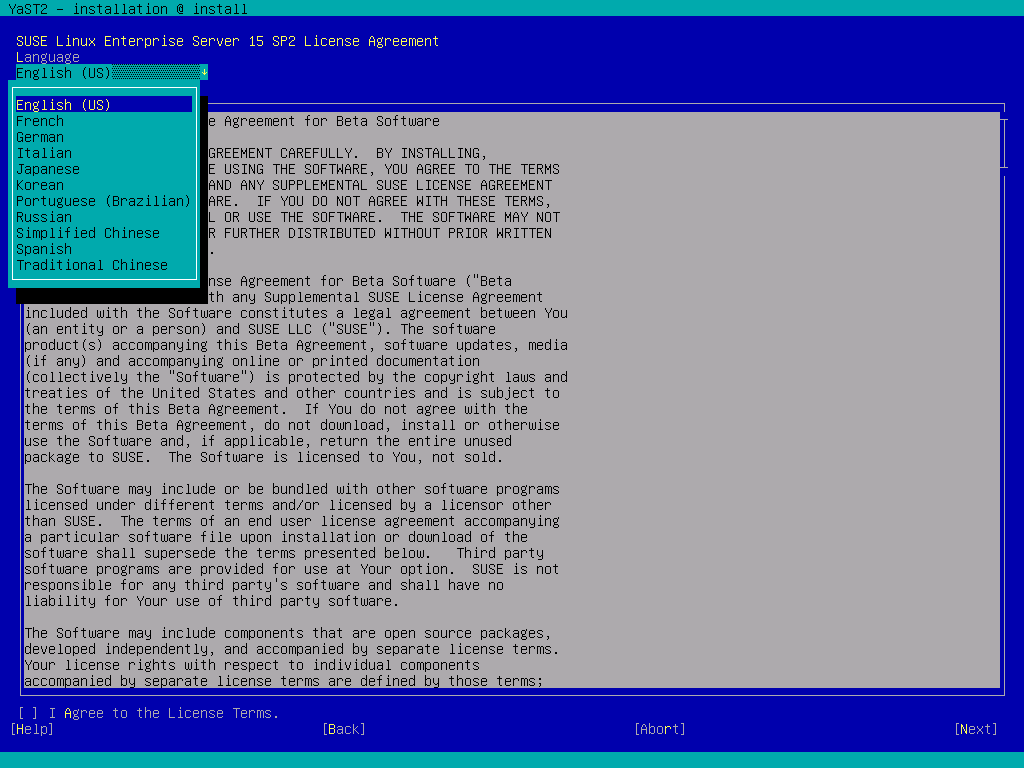 YaST2 - installation @ install
SUSE Linux Enterprise Server 15 SP2 License Agreement
Language
English (US)
English (US)
French
German
Italian
Japanese
Korean
Portuguese (Brazilian)
Russian
Simplified Chinese
Spanish
Traditional Chinese
e Agreement for Beta Software
GREEMENT CAREFULLY.  BY INSTALLING,
E USING THE SOFTWARE, YOU AGREE TO THE TERMS
AND ANY SUPPLEMENTAL SUSE LICENSE AGREEMENT
ARE.  IF YOU DO NOT AGREE WITH THESE TERMS,
L OR USE THE SOFTWARE.  THE SOFTWARE MAY NOT
R FURTHER DISTRIBUTED WITHOUT PRIOR WRITTEN
.
nse Agreement for Beta Software ("Beta
th any Supplemental SUSE License Agreement
included with the Software constitutes a legal agreement between You
(an entity or a person) and SUSE LLC ("SUSE"). The software
product(s) accompanying this Beta Agreement, software updates, media
(if any) and accompanying online or printed documentation
(collectively the "Software") is protected by the copyright laws and
treaties of the United States and other countries and is subject to
the terms of this Beta Agreement.  If You do not agree with the
terms of this Beta Agreement, do not download, install or otherwise
use the Software and, if applicable, return the entire unused
package to SUSE.  The Software is licensed to You, not sold.
The Software may include or be bundled with other software programs
licensed under different terms and/or licensed by a licensor other
than SUSE.  The terms of an end user license agreement accompanying
a particular software file upon installation or download of the
software shall supersede the terms presented below.   Third party
software programs are provided for use at Your option.  SUSE is not
responsible for any third party's software and shall have no
liability for Your use of third party software.
The Software may include components that are open source packages,
developed independently, and accompanied by separate license terms.
Your license rights with respect to individual components
accompanied by separate license terms are defined by those terms;
[ ] I Agree to the License Terms.
[Help] [Back] [Abort] [Next]